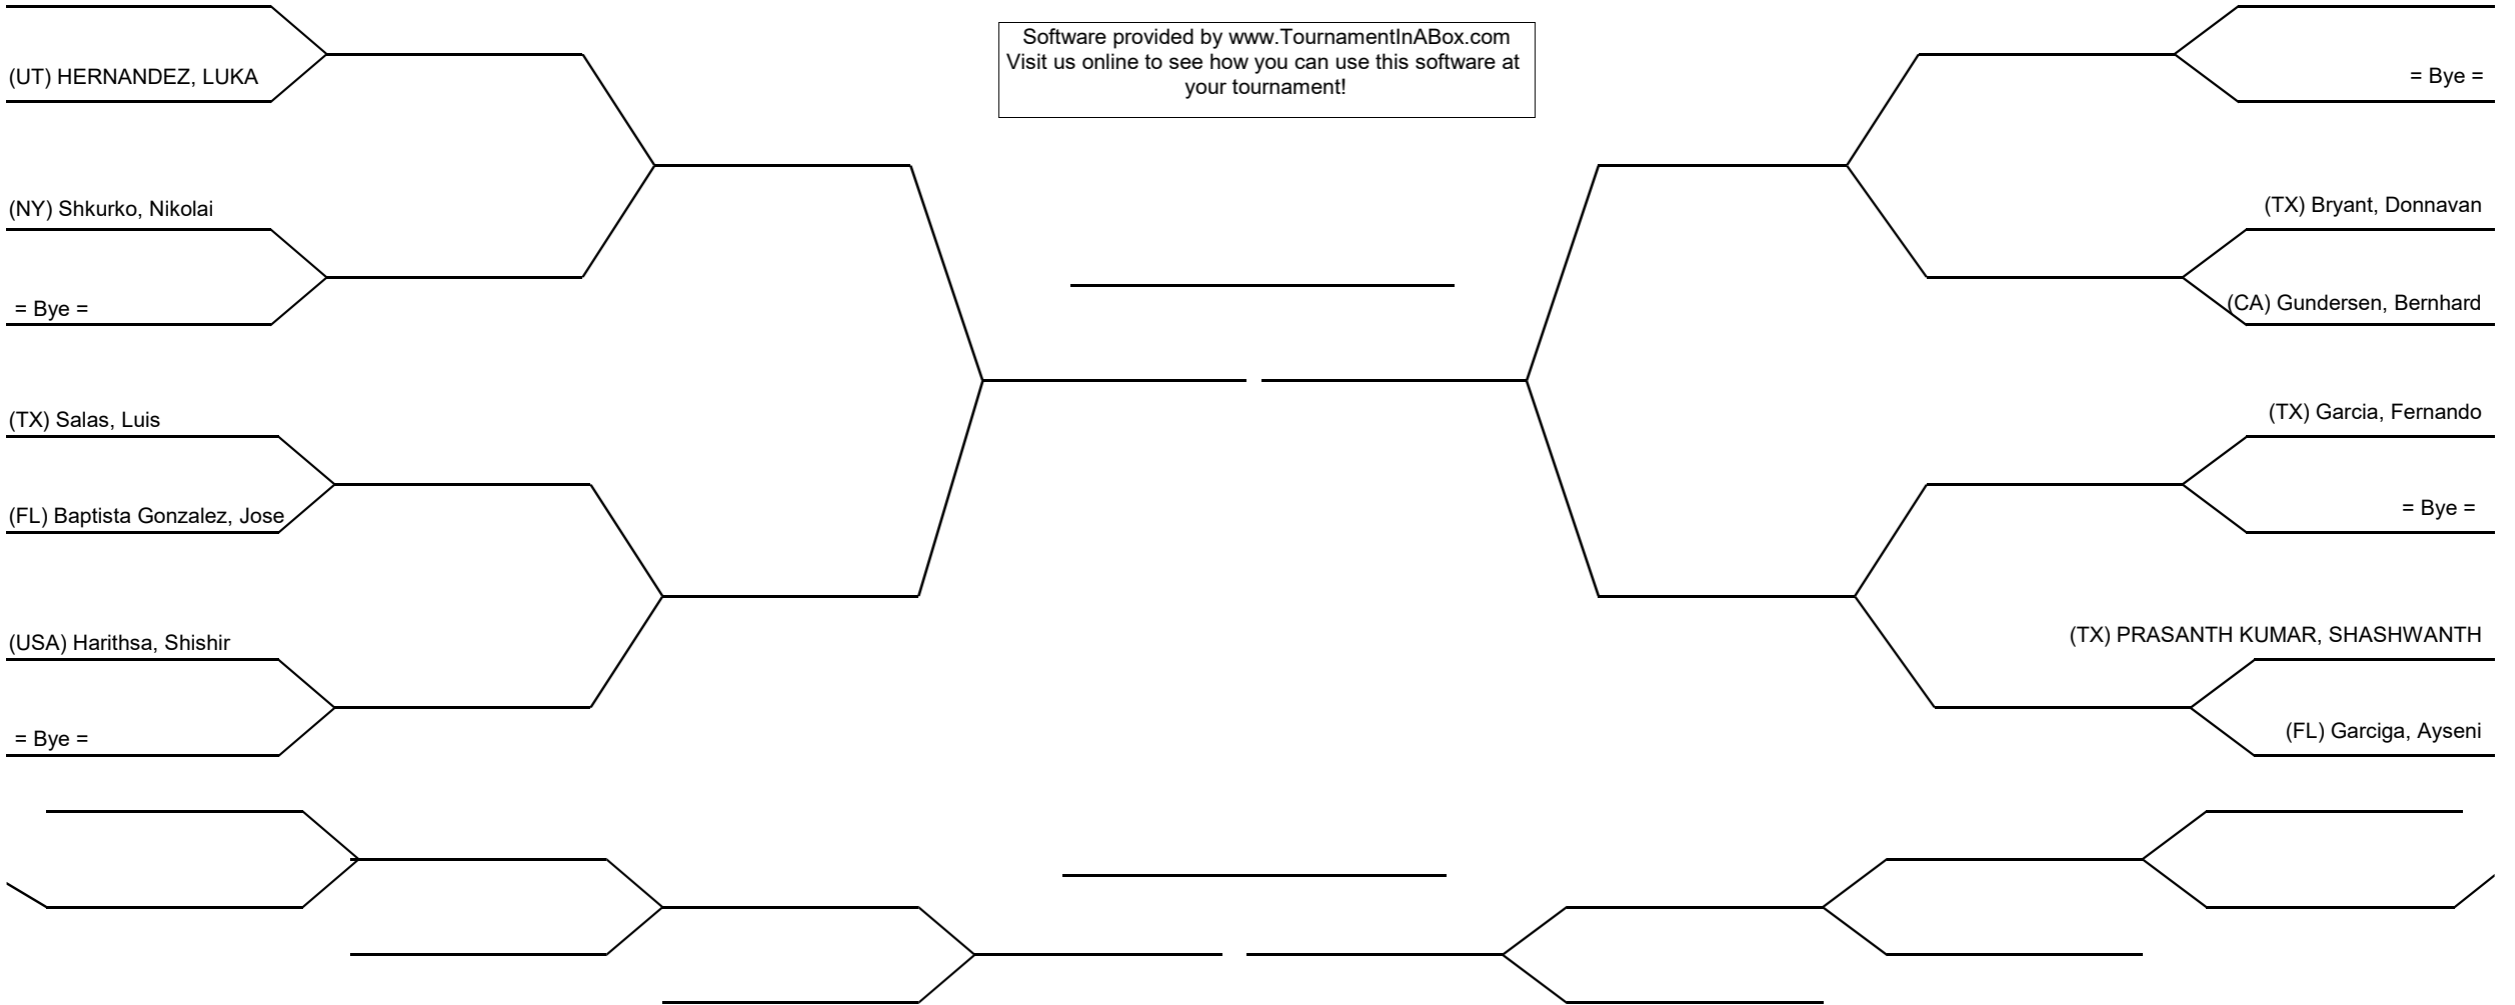 Software provided by www.TournamentInABox.com
Visit us online to see how you can use this software at
your tournament!
(UT) HERNANDEZ, LUKA
(NY) Shkurko, Nikolai
= Bye =
(TX) Salas, Luis
(FL) Baptista Gonzalez, Jose
(USA) Harithsa, Shishir
= Bye =
= Bye =
(TX) Bryant, Donnavan
(CA) Gundersen, Bernhard
(TX) Garcia, Fernando
= Bye =
(TX) PRASANTH KUMAR, SHASHWANTH
(FL) Garciga, Ayseni